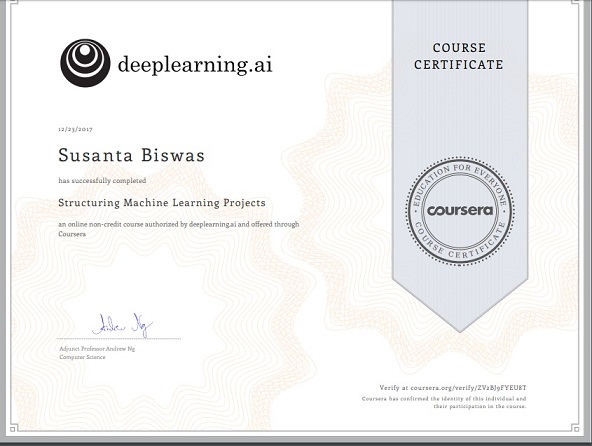 deeplearning.ai
COURSE
CERTIFICATE
12/23/2017
Susanta Biswas
has successfully completed
Structuring Machine Learning Projects
an online non-credit course authorized by deeplearning.ai and offered through
Coursera
EDUCATION FOR EVERYONE
coursera
COURSE CERTIFICATE
Andrew Ng
Adjunct Professor Andrew Ng
Computer Science
Verify at coursera.org/verify/ZV2BJ9FYEU8T
Coursera has confirmed the identity of this individual and
their participation in the course.